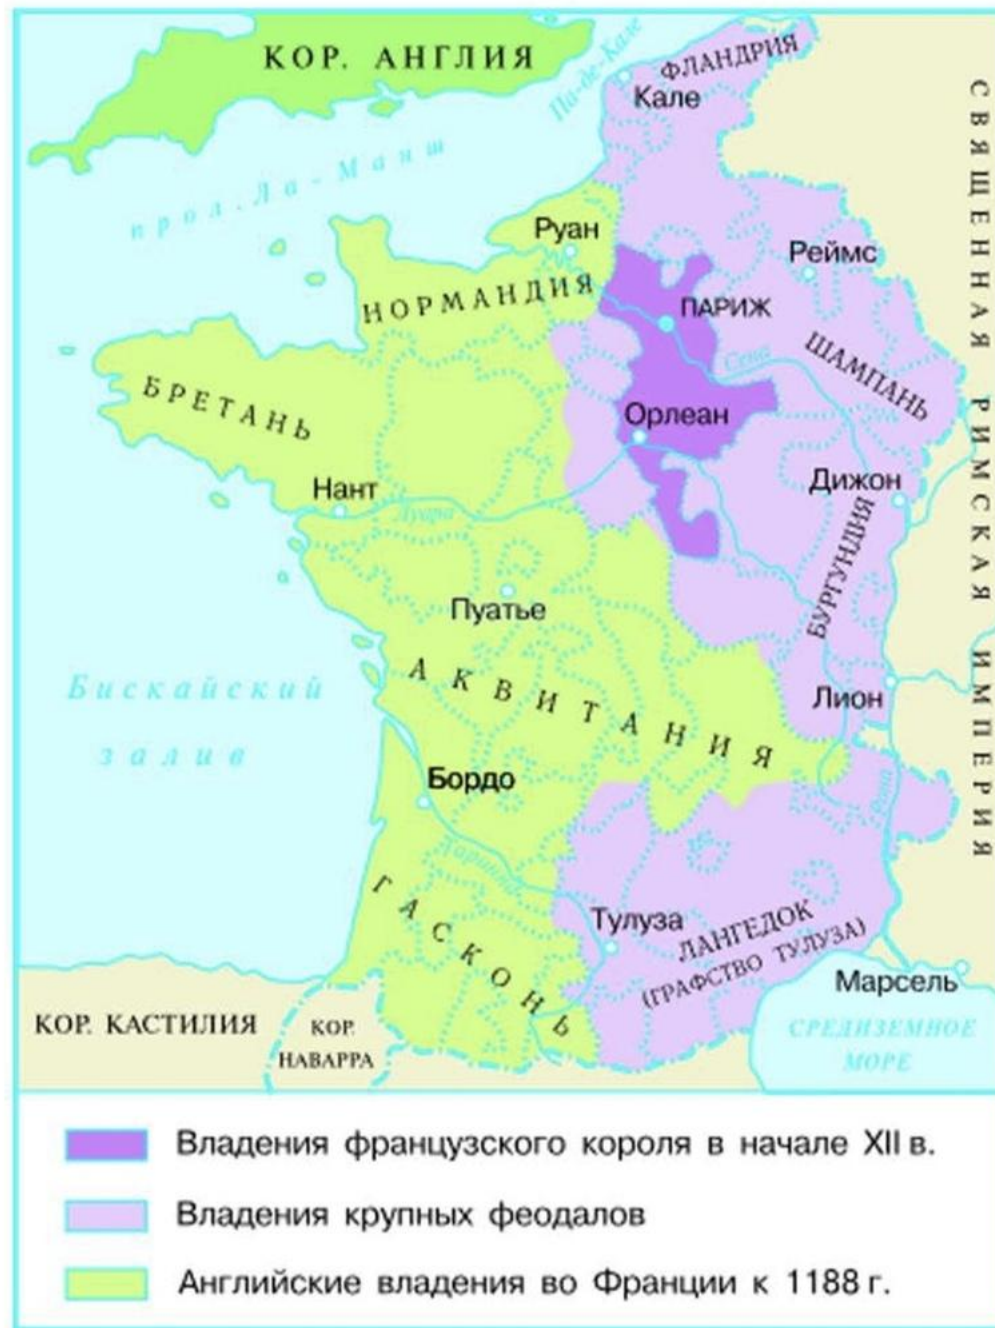 КОР. АНГЛИЯ
Па-де-Кале
ФЛАНДРИЯ
Кале
прол. Ла-Манш
Руан
Реймс
НОРМАНДИЯ
ПАРИЖ
Сена
ШАМПАНЬ
БРЕТАНЬ
Орлеан
Нант
Луара
Дижон
БУРГУНДИЯ
СВЯЩЕННАЯ РИМСКАЯ ИМПЕРИЯ
Пуатье
АКВИТАНИЯ
Лион
Бискайский
залив
Бордо
Рона
Гаронна
ГАСКОНЬ
Тулуза
ЛАНГЕДОК
(ГРАФСТВО ТУЛУЗА)
Марсель
КОР. КАСТИЛИЯ
КОР.
НАВАРРА
СРЕДИЗЕМНОЕ
МОРЕ
Владения французского короля в начале XII в.
Владения крупных феодалов
Английские владения во Франции к 1188 г.